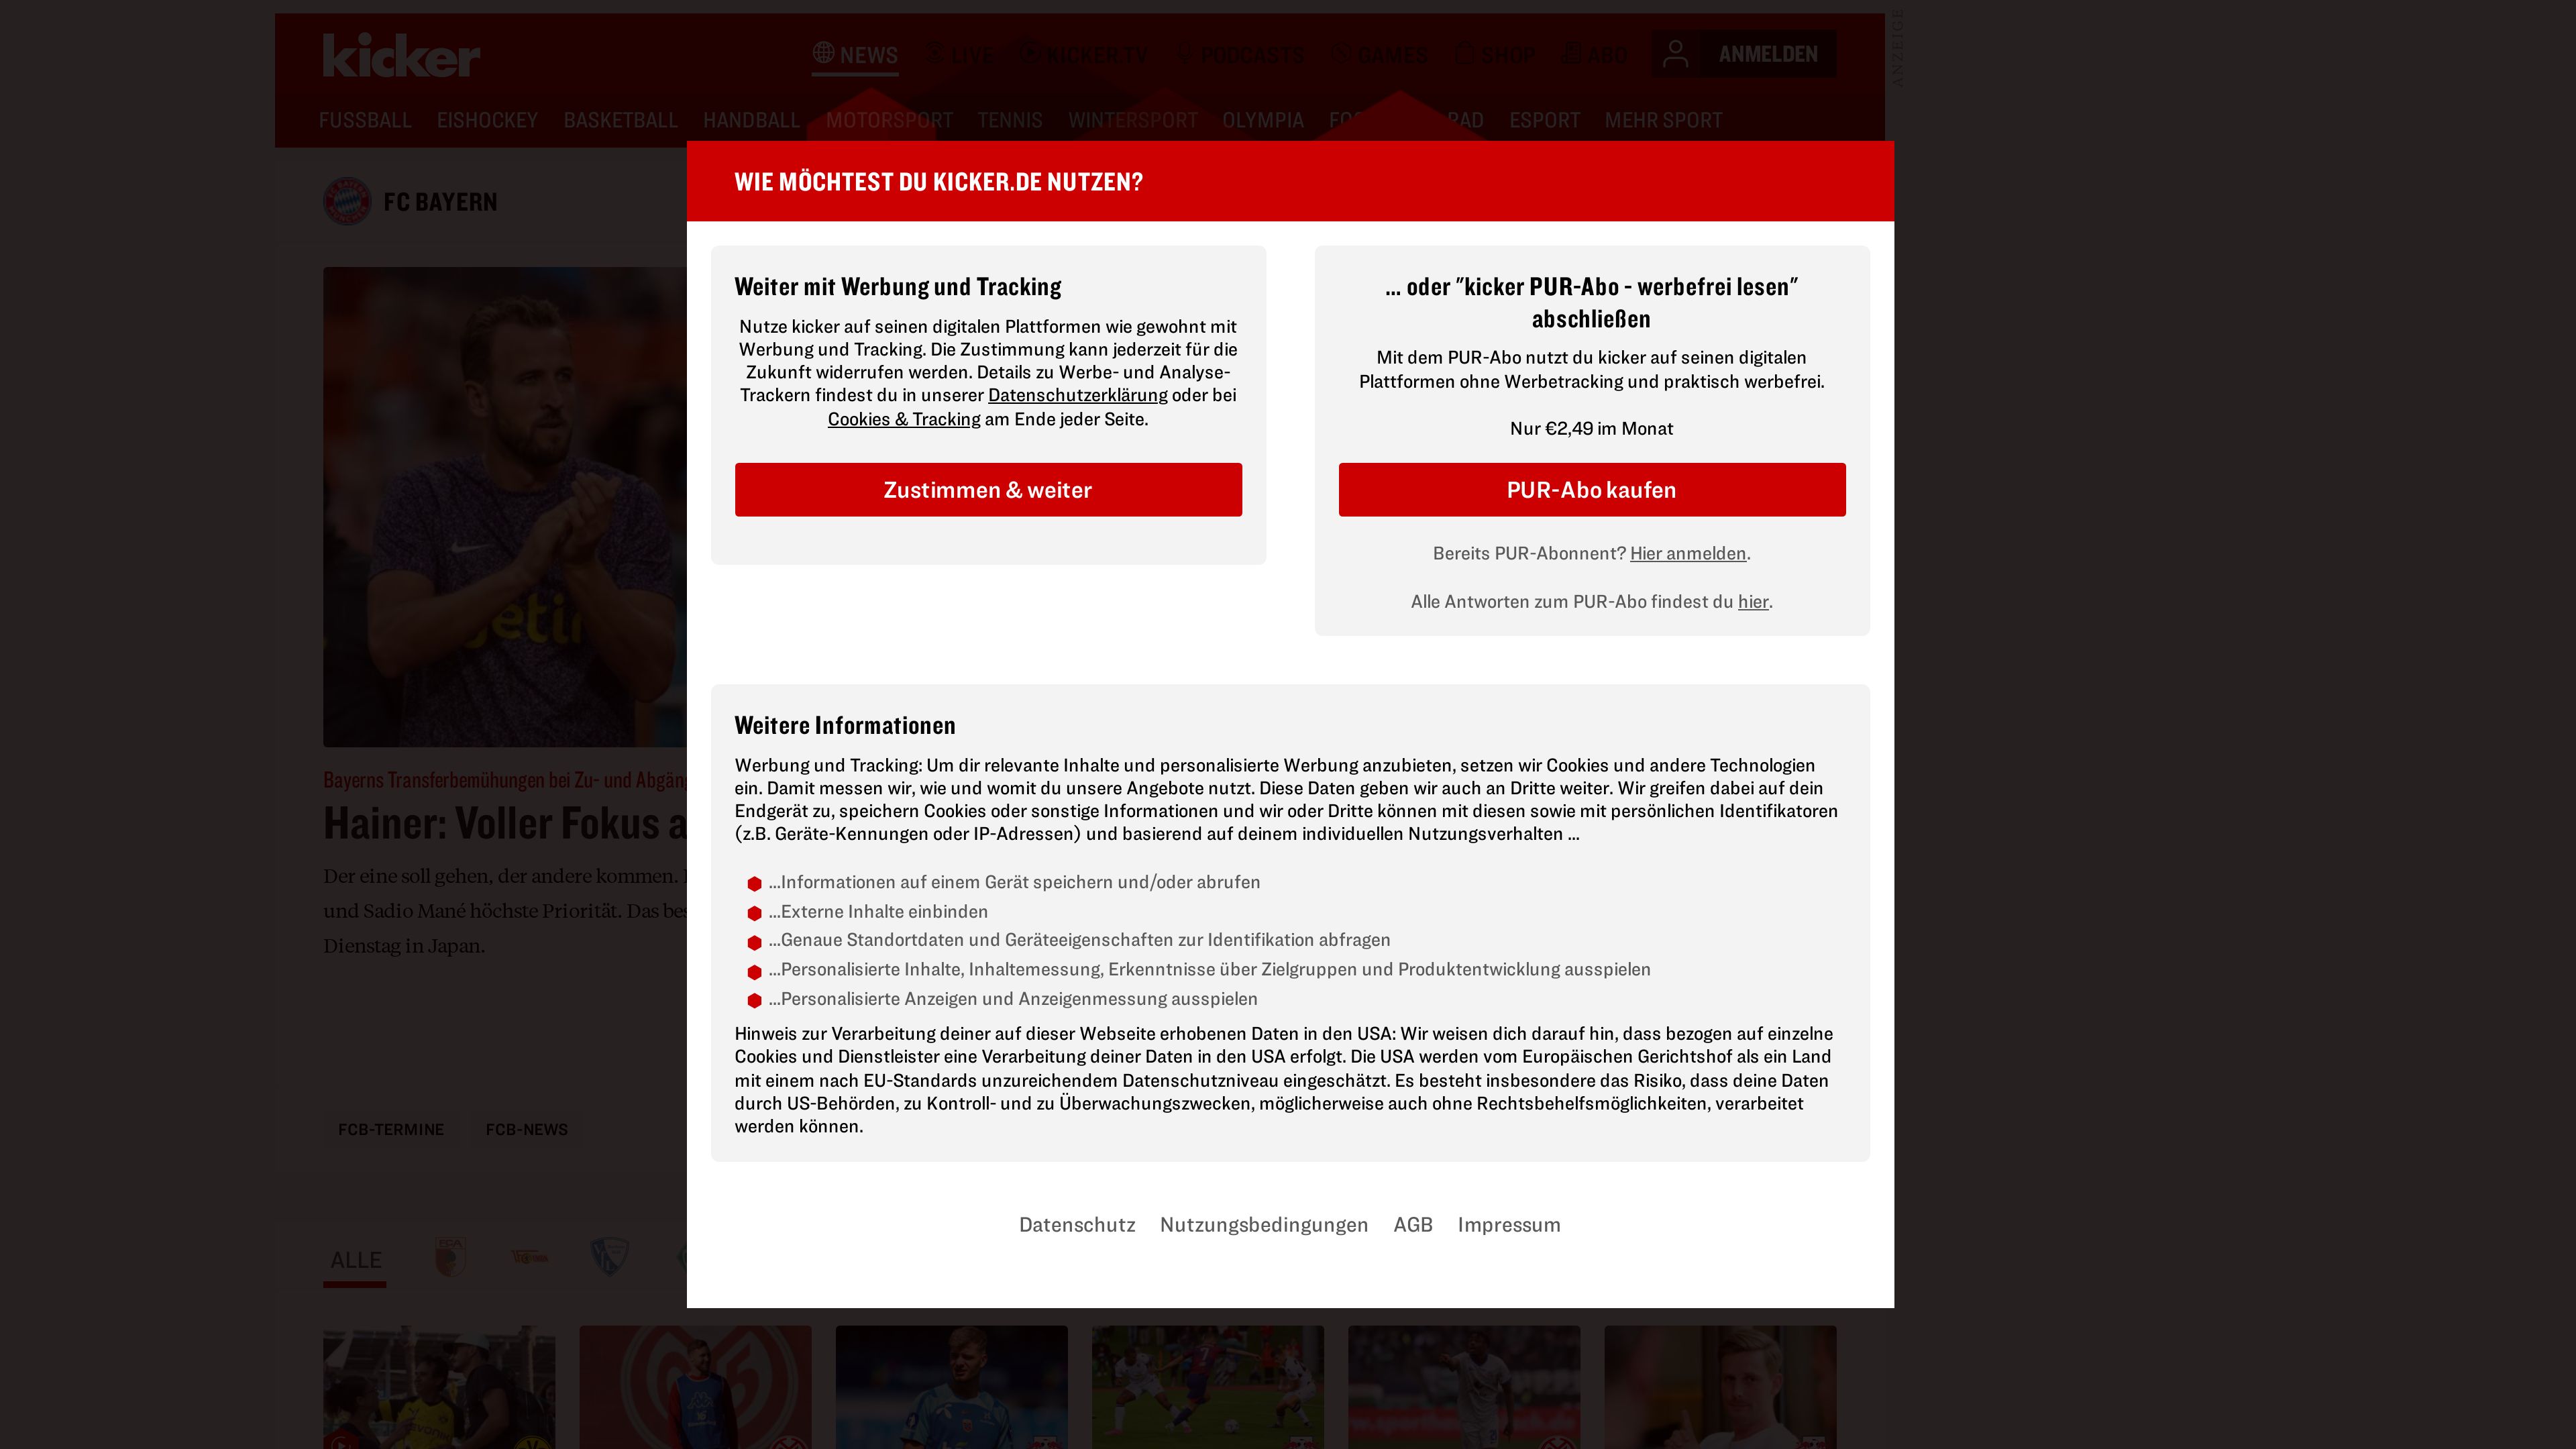 kicker
NEWS
LIVE
KICKER TV
PODCASTS
GAMES
SHOP
ABO
ANMELDEN
ANZEIGE
FUSSBALL
EISHOCKEY
BASKETBALL
HANDBALL
MOTORSPORT
TENNIS
WINTERSPORT
OLYMPIA
ESPORT
MEHR SPORT
FC BAYERN
WIE MÖCHTEST DU KICKER.DE NUTZEN?
Weiter mit Werbung und Tracking
Nutze kicker auf seinen digitalen Plattformen wie gewohnt mit
Werbung und Tracking. Die Zustimmung kann jederzeit für die
Zukunft widerrufen werden. Details zu Werbe- und Analyse-
Trackern findest du in unserer Datenschutzerklärung oder bei
Cookies & Tracking am Ende jeder Seite.
Zustimmen & weiter
... oder "kicker PUR-Abo - werbefrei lesen"
abschließen
Mit dem PUR-Abo nutzt du kicker auf seinen digitalen
Plattformen ohne Werbetracking und praktisch werbefrei.
Nur €2,49 im Monat
PUR-Abo kaufen
Bereits PUR-Abonnent? Hier anmelden.
Alle Antworten zum PUR-Abo findest du hier.
Bayerns Transferbemühungen bei Zu- und Abgäng
Hainer: Voller Fokus a
Der eine soll gehen, der andere kommen.
und Sadio Mané höchste Priorität. Das bes
Dienstag in Japan.
FCB-TERMINE
FCB-NEWS
Weitere Informationen
Werbung und Tracking: Um dir relevante Inhalte und personalisierte Werbung anzubieten, setzen wir Cookies und andere Technologien
ein. Damit messen wir, wie und womit du unsere Angebote nutzt. Diese Daten geben wir auch an Dritte weiter. Wir greifen dabei auf dein
Endgerät zu, speichern Cookies oder sonstige Informationen und wir oder Dritte können mit diesen sowie mit persönlichen Identifikatoren
(z.B. Geräte-Kennungen oder IP-Adressen) und basierend auf deinem individuellen Nutzungsverhalten ...
...Informationen auf einem Gerät speichern und/oder abrufen
...Externe Inhalte einbinden
...Genaue Standortdaten und Geräteeigenschaften zur Identifikation abfragen
...Personalisierte Inhalte, Inhaltemessung, Erkenntnisse über Zielgruppen und Produktentwicklung ausspielen
...Personalisierte Anzeigen und Anzeigenmessung ausspielen
Hinweis zur Verarbeitung deiner auf dieser Webseite erhobenen Daten in den USA: Wir weisen dich darauf hin, dass bezogen auf einzelne
Cookies und Dienstleister eine Verarbeitung deiner Daten in den USA erfolgt. Die USA werden vom Europäischen Gerichtshof als ein Land
mit einem nach EU-Standards unzureichendem Datenschutzniveau eingeschätzt. Es besteht insbesondere das Risiko, dass deine Daten
durch US-Behörden, zu Kontroll- und zu Überwachungszwecken, möglicherweise auch ohne Rechtsbehelfsmöglichkeiten, verarbeitet
werden können.
Datenschutz
Nutzungsbedingungen
AGB
Impressum
ALLE